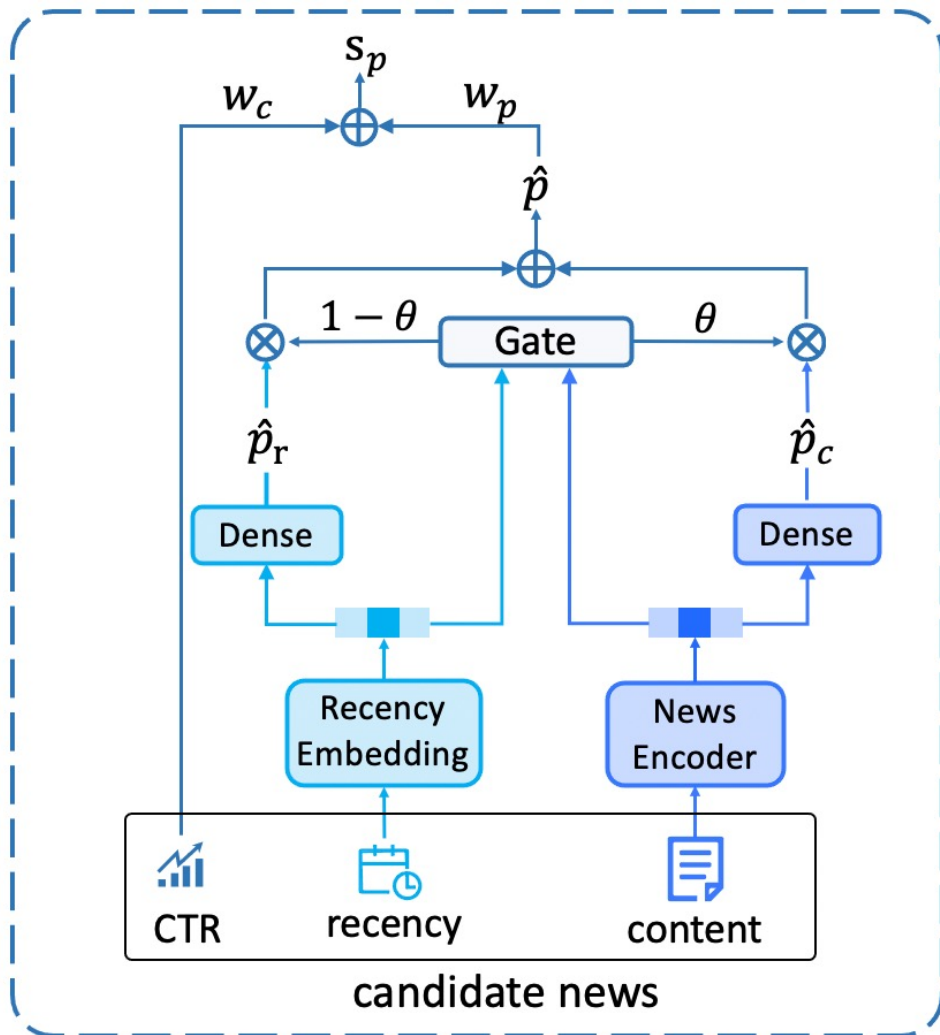 s_p
w_c w_p
p̂
1 − θ Gate θ
p̂_r p̂_c
Dense Dense
Recency
Embedding
News
Encoder
CTR recency content
candidate news